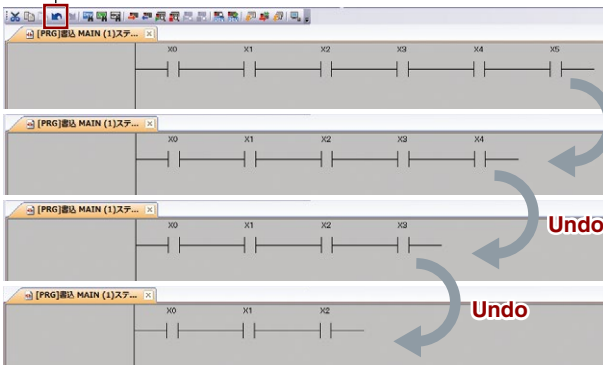 [PRG]書込 MAIN (1)ステ...
X0 X1 X2 X3 X4 X5
[PRG]書込 MAIN (1)ステ...
X0 X1 X2 X3 X4
[PRG]書込 MAIN (1)ステ...
Undo
X0 X1 X2 X3
[PRG]書込 MAIN (1)ステ...
Undo
X0 X1 X2